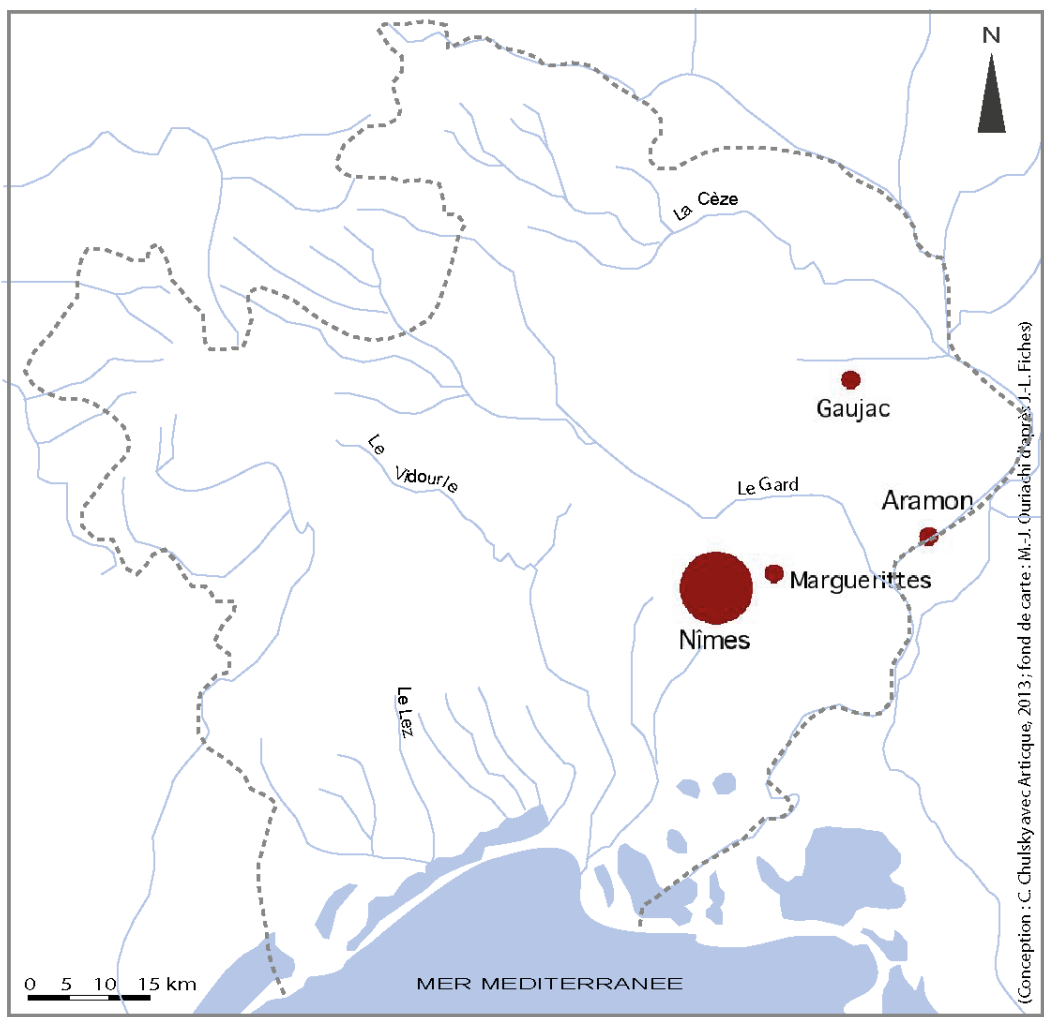 N
La Cèze
Gaujac
Le Vidourle
Le Gard
Aramon
Marguerittes
Nîmes
Le Lez
0 5 10 15 km
MER MEDITERRANEE
(Conception : C. Chulsky avec Articque, 2013 ; fond de carte : M.-J. Ouriachi d'après J.-L. Fiches)